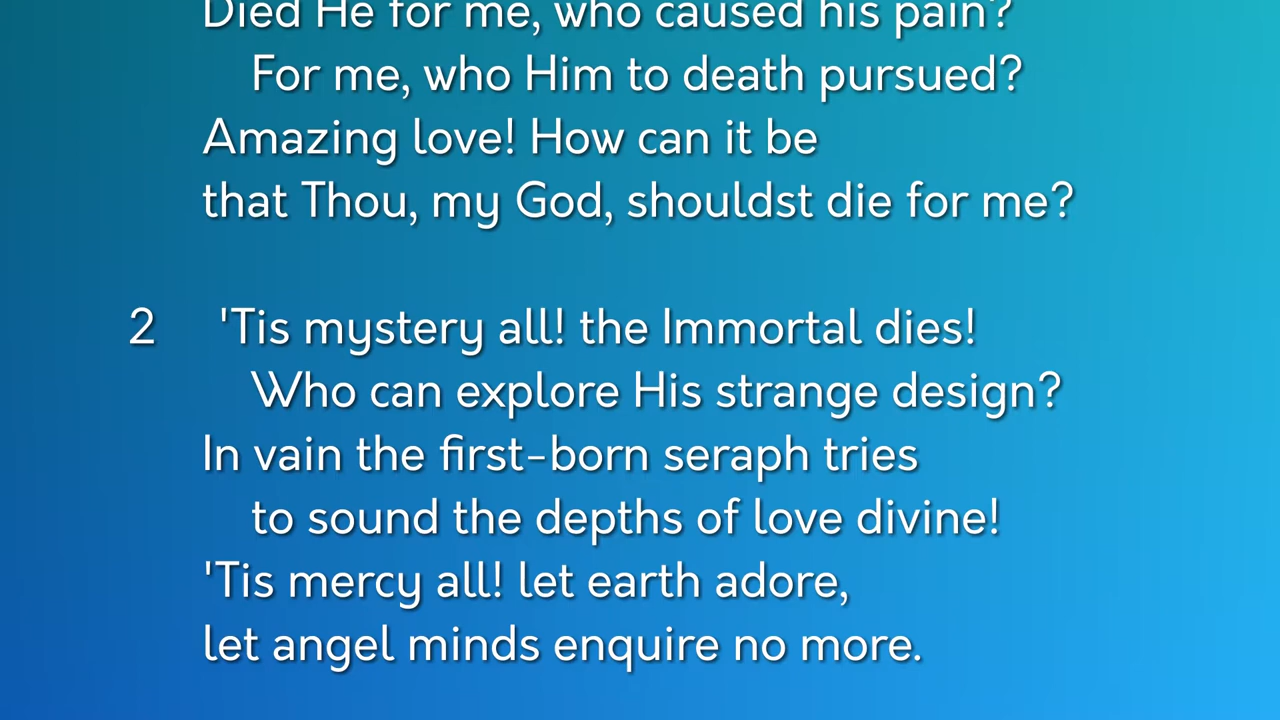 Died He for me, who caused his pain?
For me, who Him to death pursued?
Amazing love! How can it be
that Thou, my God, shouldst die for me?
2 'Tis mystery all! the Immortal dies!
Who can explore His strange design?
In vain the first-born seraph tries
to sound the depths of love divine!
'Tis mercy all! let earth adore,
let angel minds enquire no more.